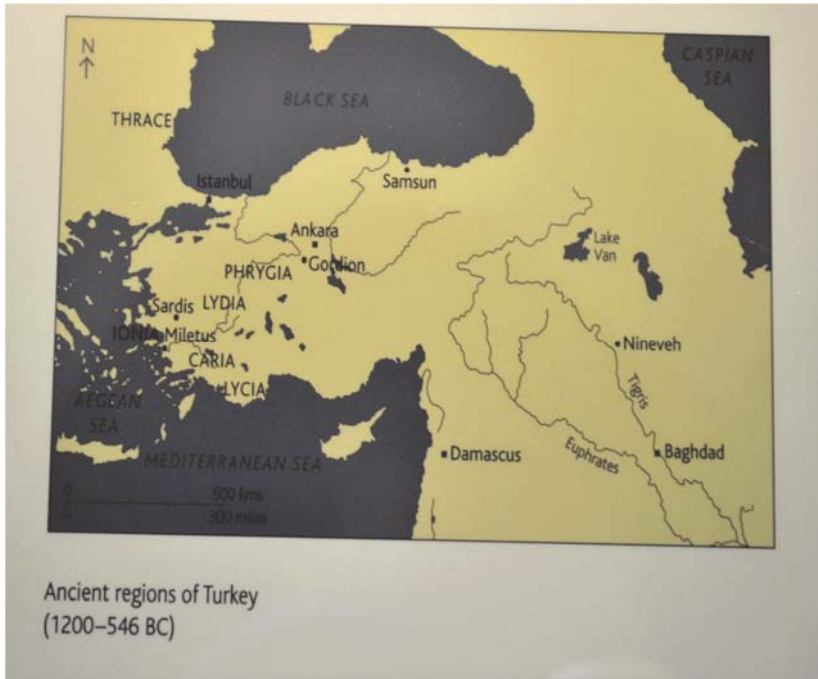 N
CASPIAN
SEA
BLACK SEA
THRACE
Istanbul
Samsun
Ankara
Lake
Van
PHRYGIA
Gordion
Sardis
LYDIA
IONIA
Miletus
Nineveh
CARIA
LYCIA
Tigris
AEGEAN
SEA
MEDITERRANEAN SEA
Damascus
Euphrates
Baghdad
0
500 kms
0
300 miles
Ancient regions of Turkey
(1200–546 BC)